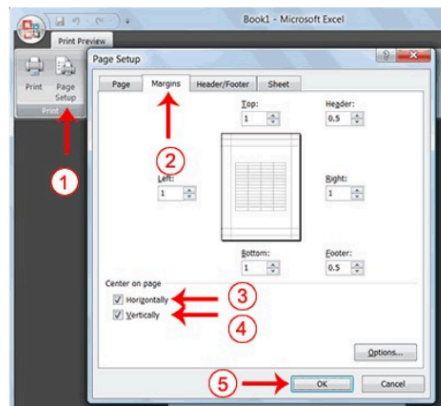 Book1 - Microsoft Excel
Print Preview
Print
Page
Setup
Print
Page Setup
Page
Margins
Header/Footer
Sheet
Top:
Header:
1
0.5
1
2
Left:
Right:
1
1
Bottom:
Footer:
1
0.5
Center on page
Horizontally
3
Vertically
4
Options...
5
OK
Cancel